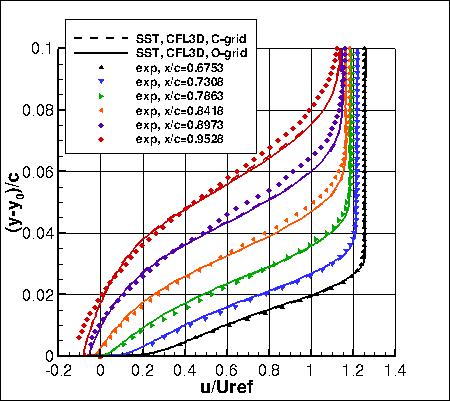 SST, CFL3D, C-grid
SST, CFL3D, O-grid
exp, x/c=0.6753
exp, x/c=0.7308
exp, x/c=0.7863
exp, x/c=0.8418
exp, x/c=0.8973
exp, x/c=0.9528
0.1
0.08
0.06
0.04
0.02
0
(y-y0)/c
-0.2 0 0.2 0.4 0.6 0.8 1 1.2 1.4
u/Uref